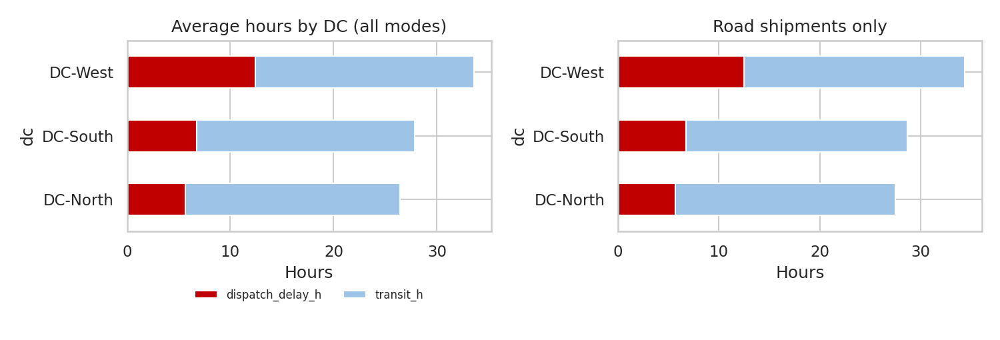 Average hours by DC (all modes)
DC-West
DC-South
DC-North
dc
0 10 20 30
Hours
dispatch_delay_h transit_h
Road shipments only
DC-West
DC-South
DC-North
dc
0 10 20 30
Hours